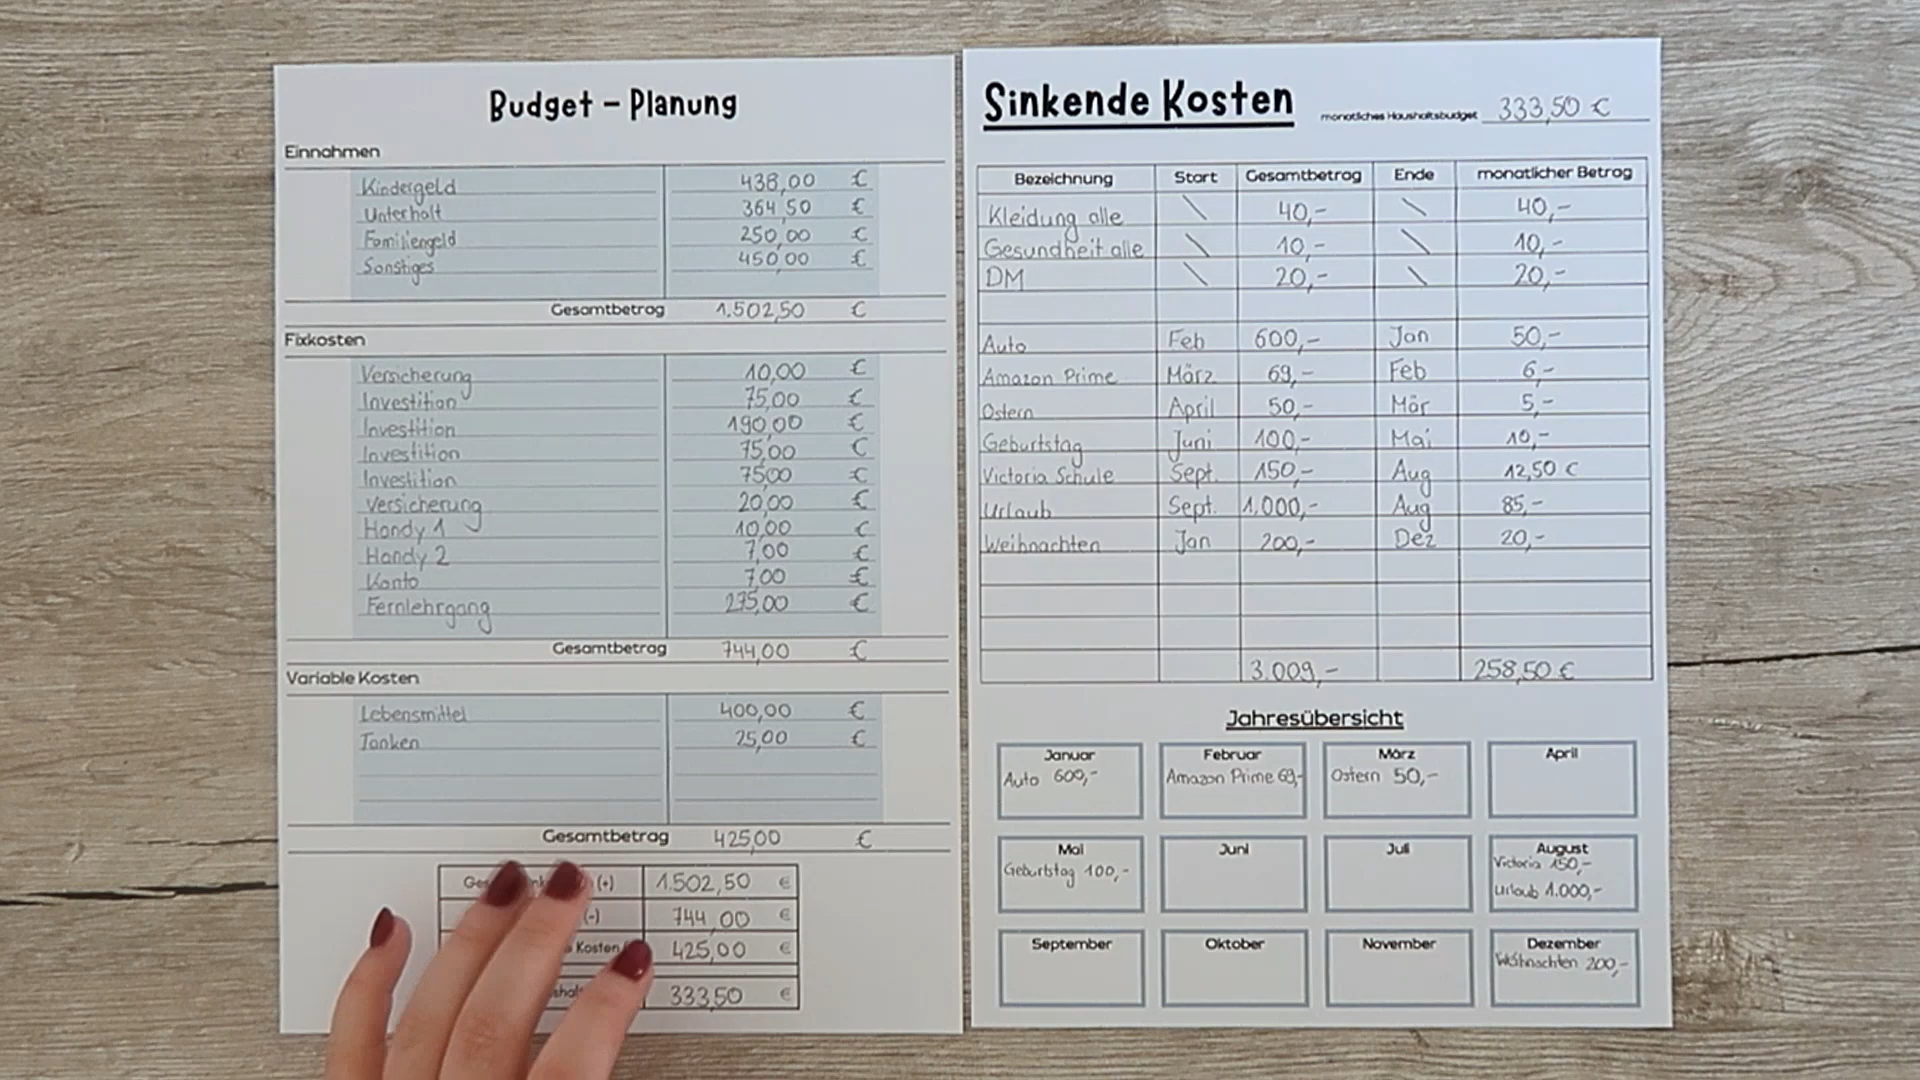 Budget – Planung
Einnahmen
Kindergeld 438,00 €
Unterhalt 364,50 €
Familiengeld 250,00 €
Sonstiges 450,00 €
Gesamtbetrag 1.502,50 €
Fixkosten
Versicherung 10,00 €
Investition 75,00 €
Investition 190,00 €
Investition 75,00 €
Investition 75,00 €
Versicherung 20,00 €
Handy 1 10,00 €
Handy 2 7,00 €
Konto 7,00 €
Fernlehrgang 275,00 €
Gesamtbetrag 744,00 €
Variable Kosten
Lebensmittel 400,00 €
Tanken 25,00 €
Gesamtbetrag 425,00 €
(+) 1.502,50 €
(-) 744,00 €
Kosten 425,00 €
333,50 €
Sinkende Kosten
monatliches Haushaltsbudget 333,50 €
Bezeichnung Start Gesamtbetrag Ende monatlicher Betrag
Kleidung alle \ 40,- \ 40,-
Gesundheit alle \ 10,- \ 10,-
DM \ 20,- \ 20,-
Auto Feb 600,- Jan 50,-
Amazon Prime März 69,- Feb 6,-
Ostern April 50,- Mär 5,-
Geburtstag Juni 100,- Mai 10,-
Victoria Schule Sept. 150,- Aug 12,50 €
Urlaub Sept. 1.000,- Aug 85,-
Weihnachten Jan 200,- Dez 20,-
3.009,- 258,50 €
Jahresübersicht
Januar
Auto 600,-
Februar
Amazon Prime 69,-
März
Ostern 50,-
April
Mai
Geburtstag 100,-
Juni
Juli
August
Victoria 150,-
Urlaub 1.000,-
September
Oktober
November
Dezember
Weihnachten 200,-